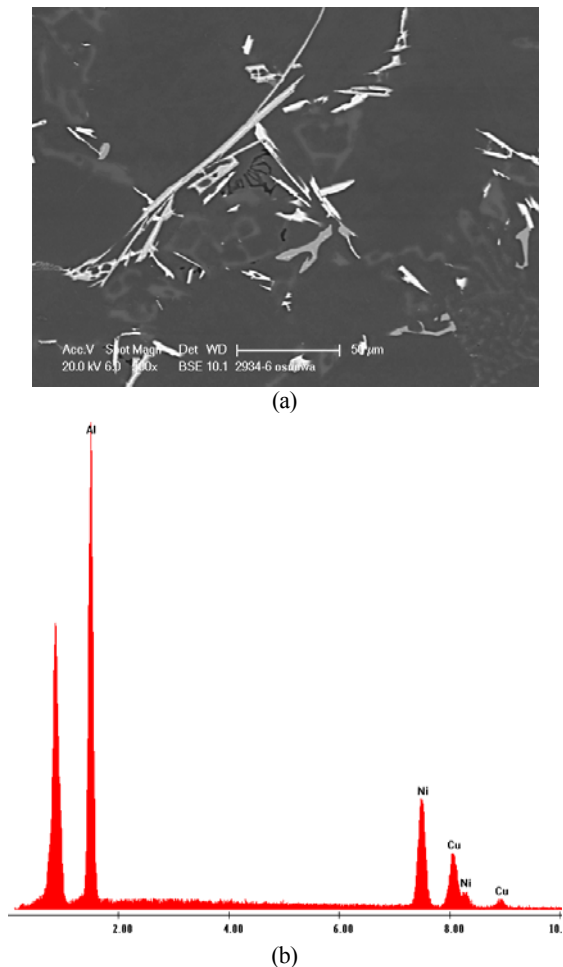 Acc.V Spot Magn Det WD 50 µm
20.0 kV 6.0 BSE 10.1 2934-6
(a)
Al
Ni
Cu
Ni
Cu
2.00 4.00 6.00 8.00
(b)